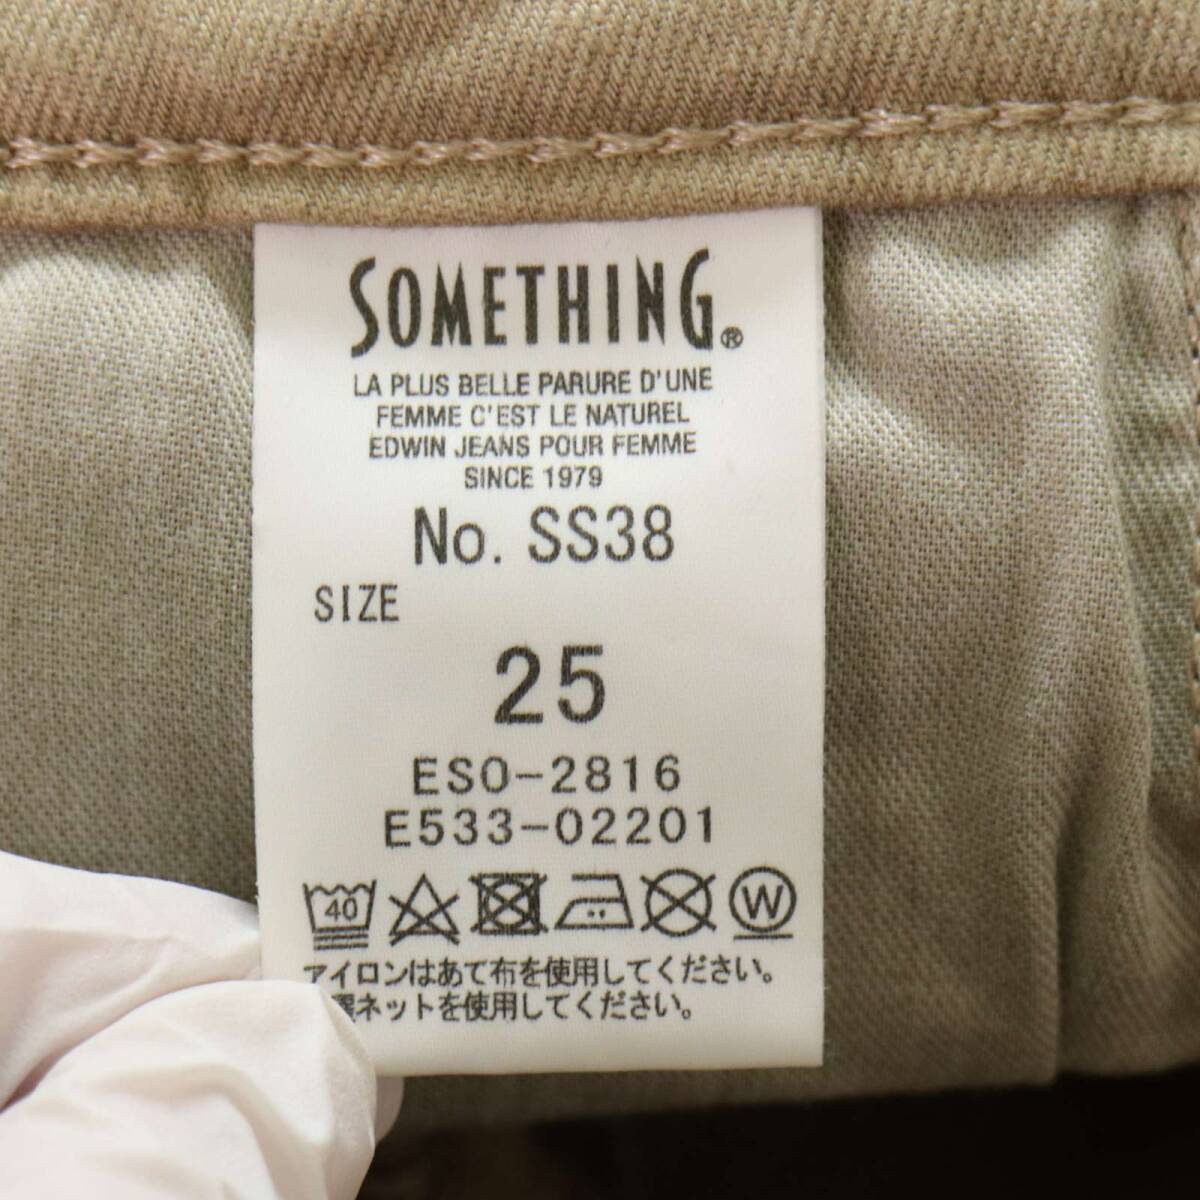 SOMETHING®
LA PLUS BELLE PARURE D'UNE
FEMME C'EST LE NATUREL
EDWIN JEANS POUR FEMME
SINCE 1979
No. SS38
SIZE
25
ESO-2816
E533-02201
40 W
アイロンはあて布を使用してください。
ネットを使用してください。